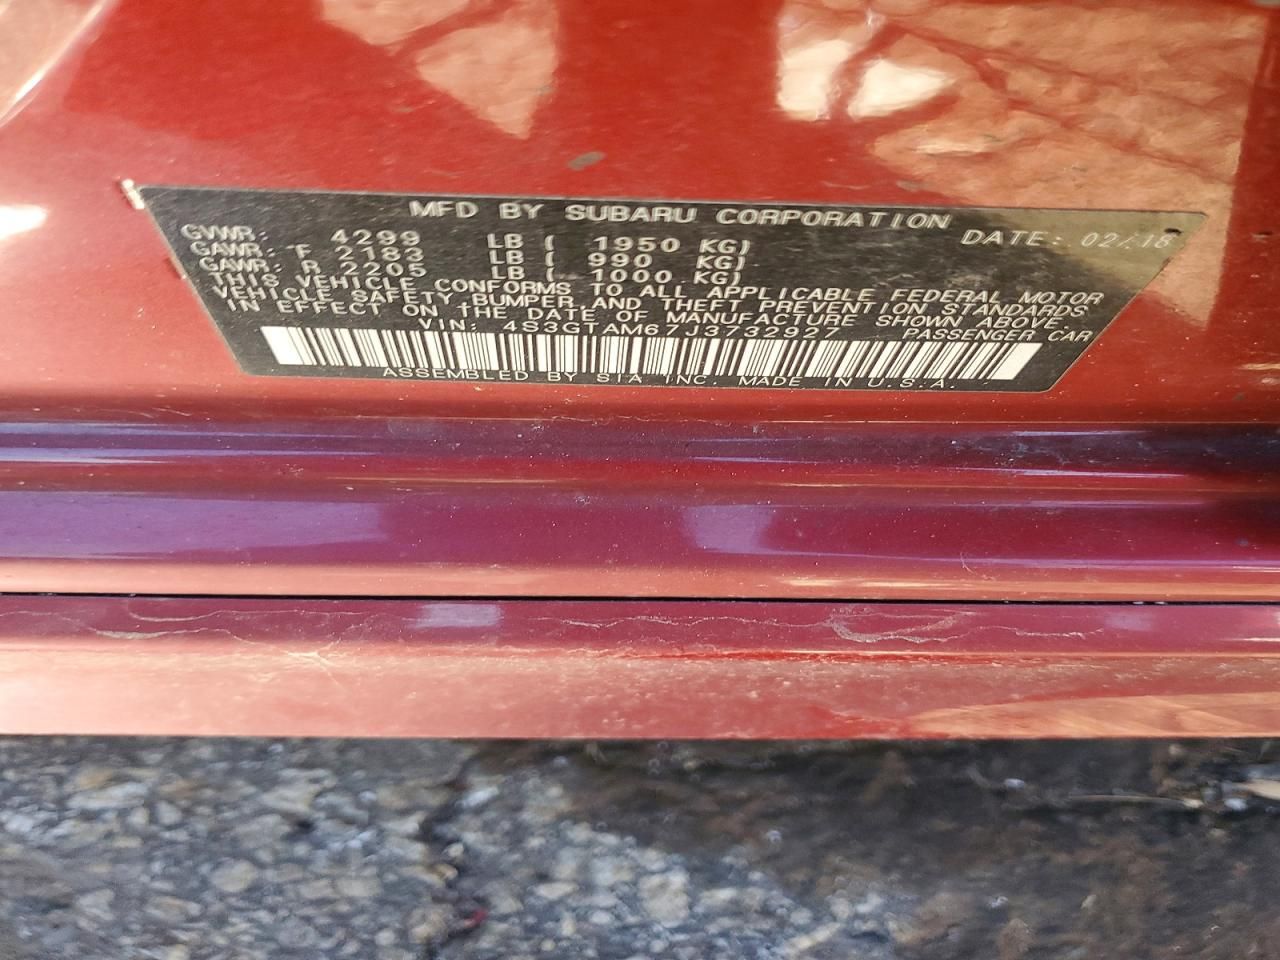 MFD BY SUBARU CORPORATION
DATE: 02/18
GVWR: 4299 LB ( 1950 KG)
GAWR: F 2183 LB ( 990 KG)
GAWR: R 2205 LB ( 1000 KG)
THIS VEHICLE CONFORMS TO ALL APPLICABLE FEDERAL MOTOR
VEHICLE SAFETY, BUMPER, AND THEFT PREVENTION STANDARDS
IN EFFECT ON THE DATE OF MANUFACTURE SHOWN ABOVE.
VIN: 4S3GTAM67J3732927 PASSENGER CAR
ASSEMBLED BY SIA INC. MADE IN U.S.A.